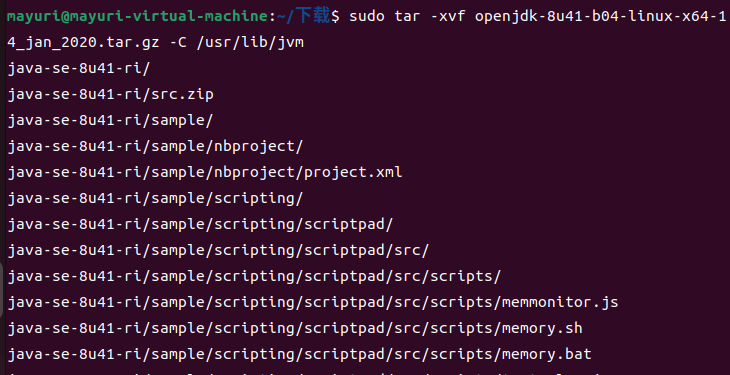 mayuri@mayuri-virtual-machine:~/下载$ sudo tar -xvf openjdk-8u41-b04-linux-x64-1
4_jan_2020.tar.gz -C /usr/lib/jvm
java-se-8u41-ri/
java-se-8u41-ri/src.zip
java-se-8u41-ri/sample/
java-se-8u41-ri/sample/nbproject/
java-se-8u41-ri/sample/nbproject/project.xml
java-se-8u41-ri/sample/scripting/
java-se-8u41-ri/sample/scripting/scriptpad/
java-se-8u41-ri/sample/scripting/scriptpad/src/
java-se-8u41-ri/sample/scripting/scriptpad/src/scripts/
java-se-8u41-ri/sample/scripting/scriptpad/src/scripts/memmonitor.js
java-se-8u41-ri/sample/scripting/scriptpad/src/scripts/memory.sh
java-se-8u41-ri/sample/scripting/scriptpad/src/scripts/memory.bat